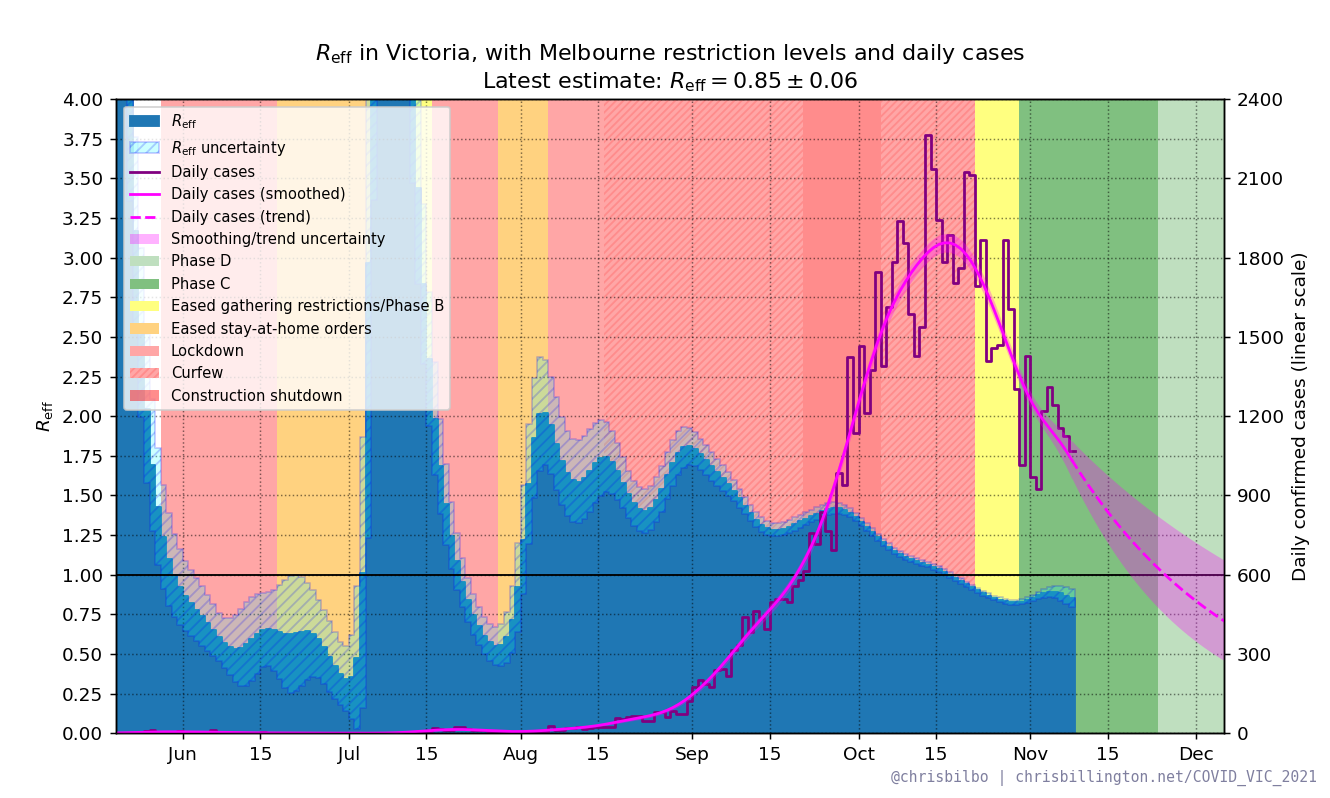 Reff in Victoria, with Melbourne restriction levels and daily cases
Latest estimate: Reff = 0.85 ± 0.06
4.00
3.75
3.50
3.25
3.00
2.75
2.50
2.25
2.00
1.75
1.50
1.25
1.00
0.75
0.50
0.25
0.00
Reff
Reff
Reff uncertainty
Daily cases
Daily cases (smoothed)
Daily cases (trend)
Smoothing/trend uncertainty
Phase D
Phase C
Eased gathering restrictions/Phase B
Eased stay-at-home orders
Lockdown
Curfew
Construction shutdown
2400
2100
1800
1500
1200
900
600
300
0
Daily confirmed cases (linear scale)
Jun 15 Jul 15 Aug 15 Sep 15 Oct 15 Nov 15 Dec
@chrisbilbo | chrisbillington.net/COVID_VIC_2021